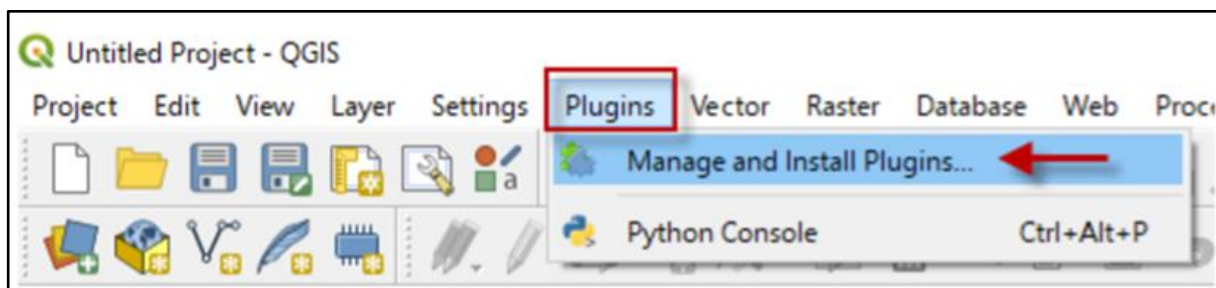 Untitled Project - QGIS
Project Edit View Layer Settings Plugins Vector Raster Database Web
Manage and Install Plugins...
a
Python Console Ctrl+Alt+P